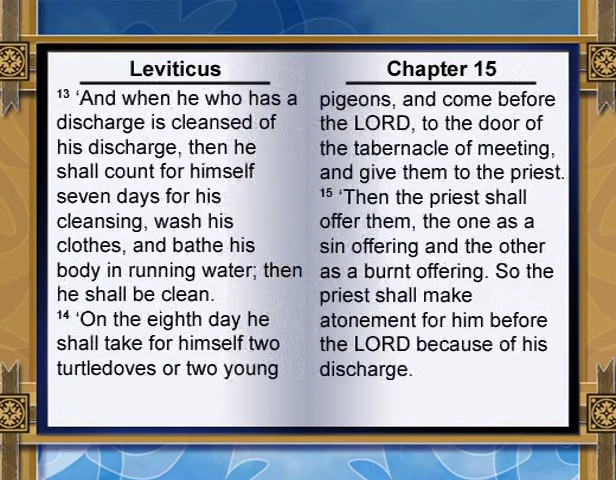 Leviticus
13 ‘And when he who has a
discharge is cleansed of
his discharge, then he
shall count for himself
seven days for his
cleansing, wash his
clothes, and bathe his
body in running water; then
he shall be clean.
14 ‘On the eighth day he
shall take for himself two
turtledoves or two young
Chapter 15
pigeons, and come before
the LORD, to the door of
the tabernacle of meeting,
and give them to the priest.
15 ‘Then the priest shall
offer them, the one as a
sin offering and the other
as a burnt offering. So the
priest shall make
atonement for him before
the LORD because of his
discharge.